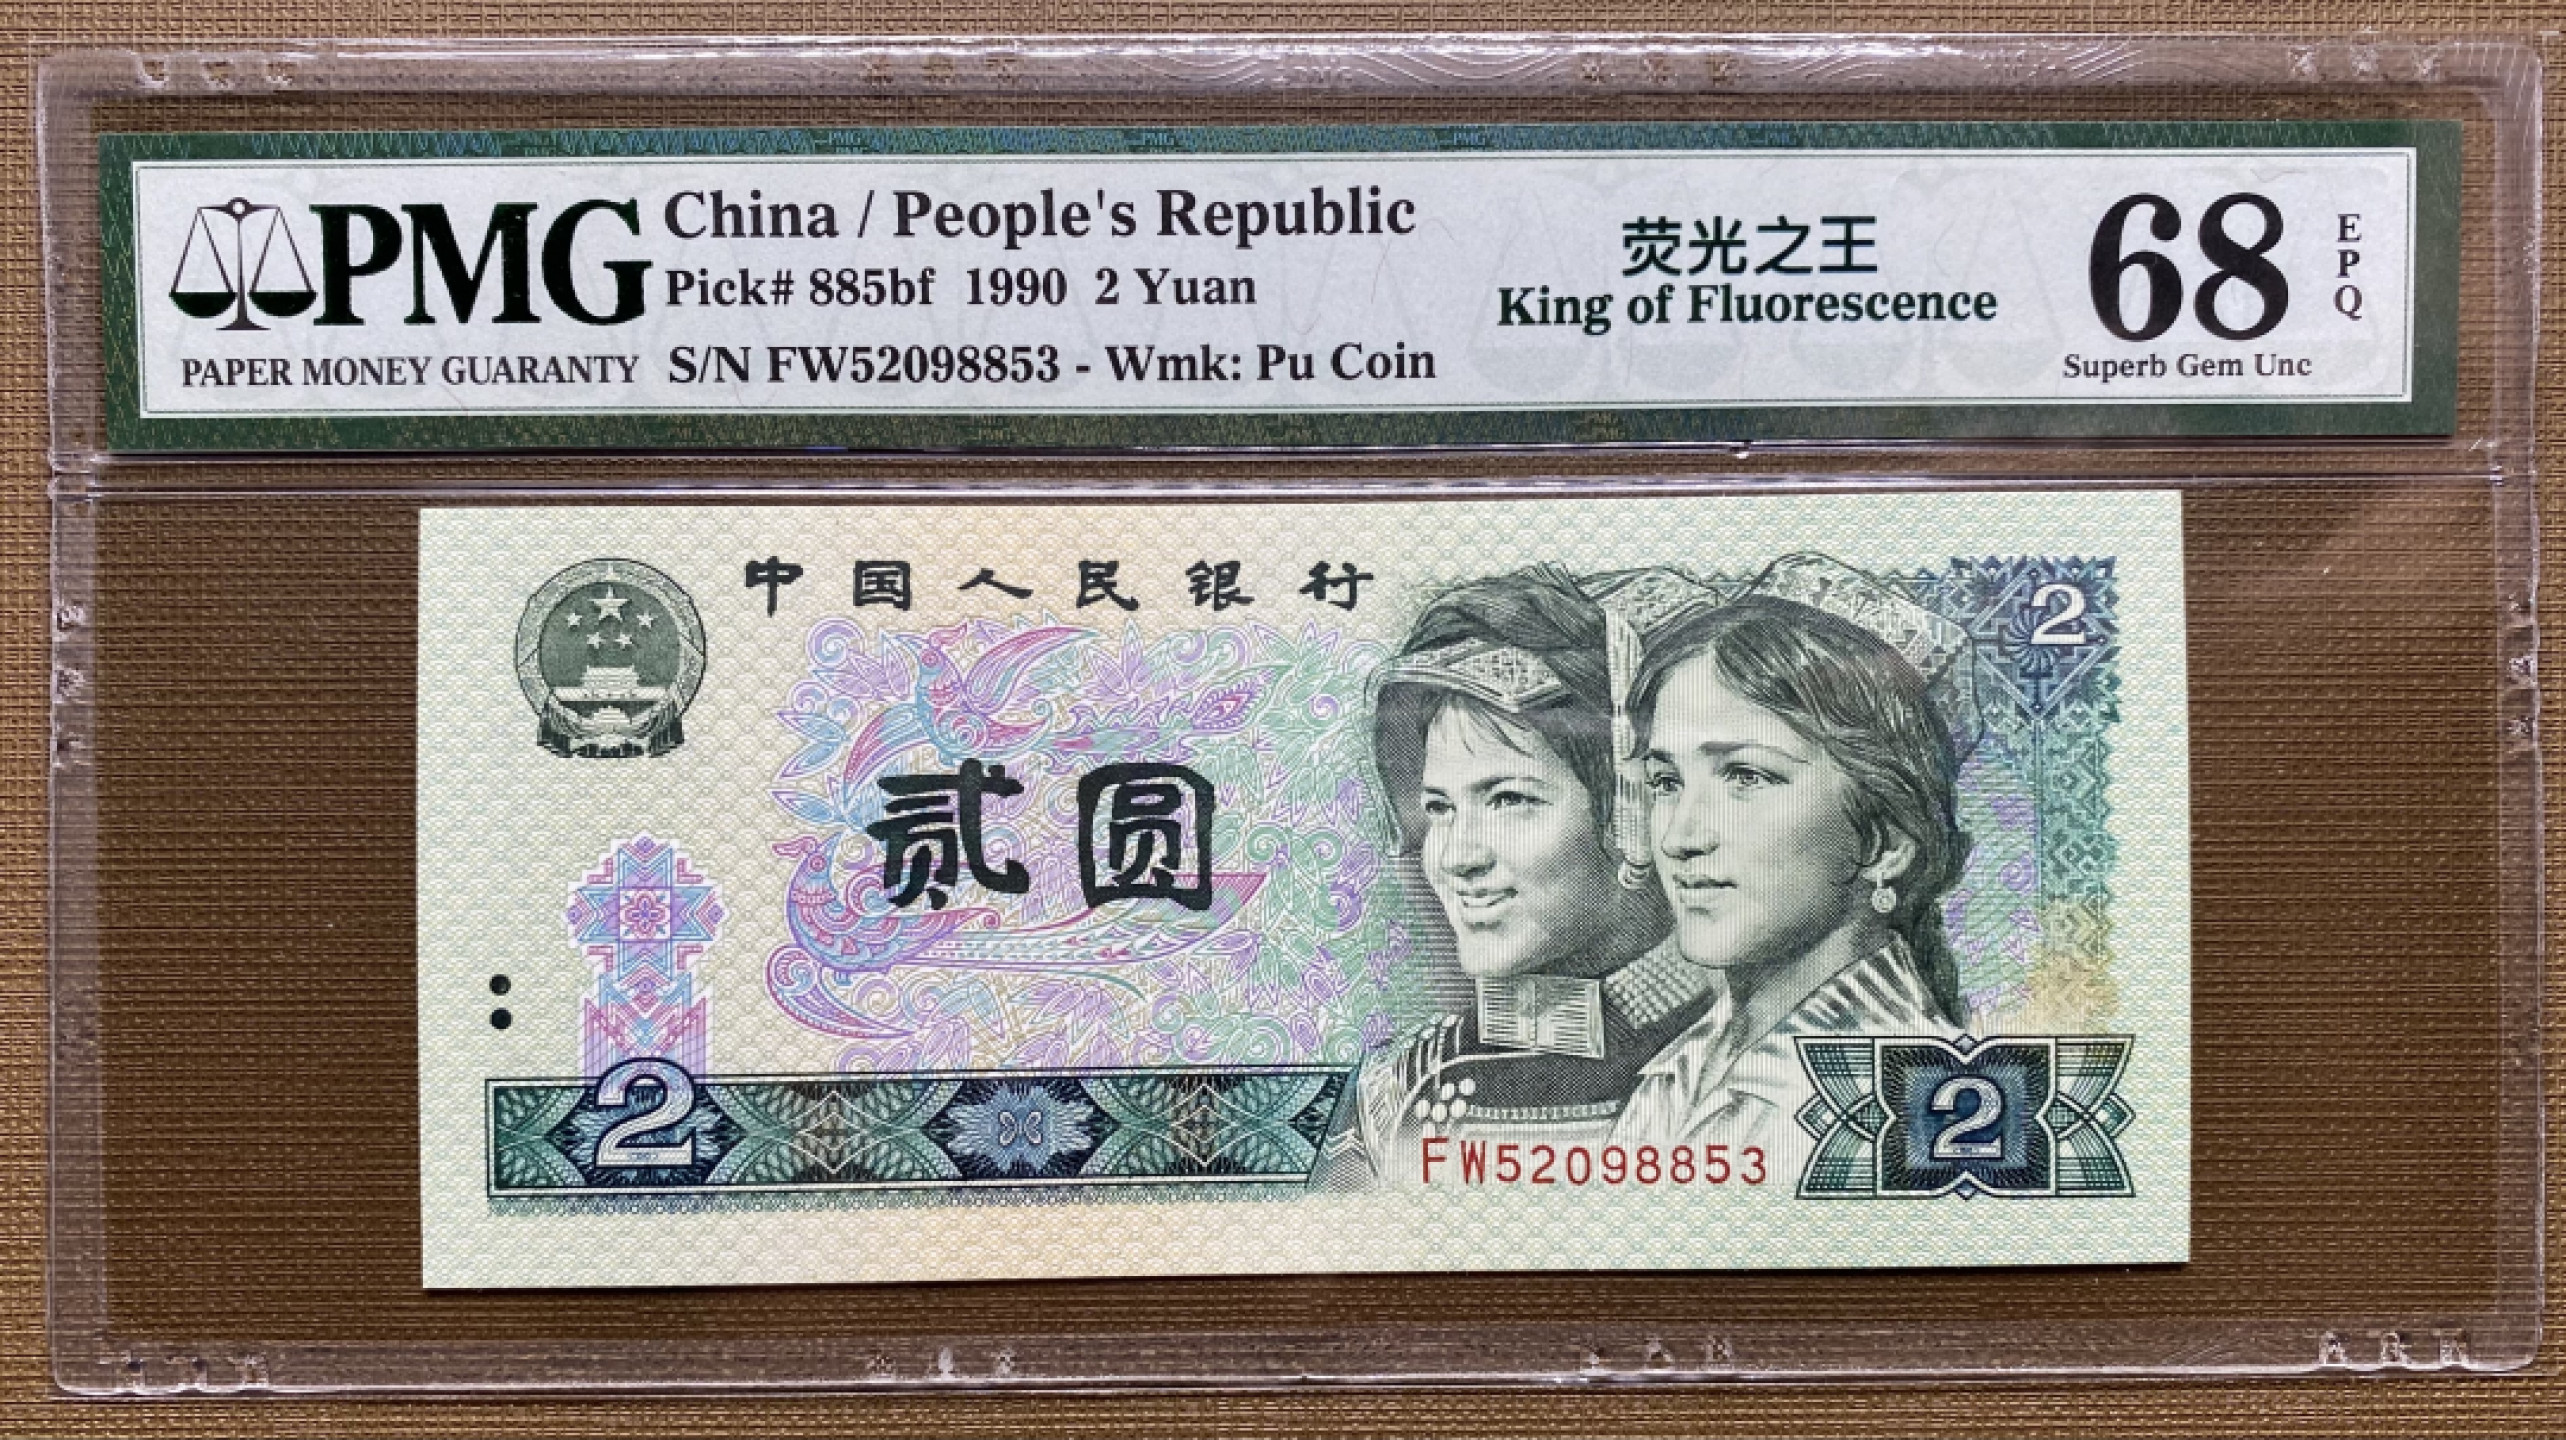 PMG
PAPER MONEY GUARANTY
China / People's Republic
Pick# 885bf 1990 2 Yuan
S/N FW52098853 - Wmk: Pu Coin
荧光之王
King of Fluorescence
68
EPQ
Superb Gem Unc
中国人民银行
2
贰圆
2
FW52098853
2